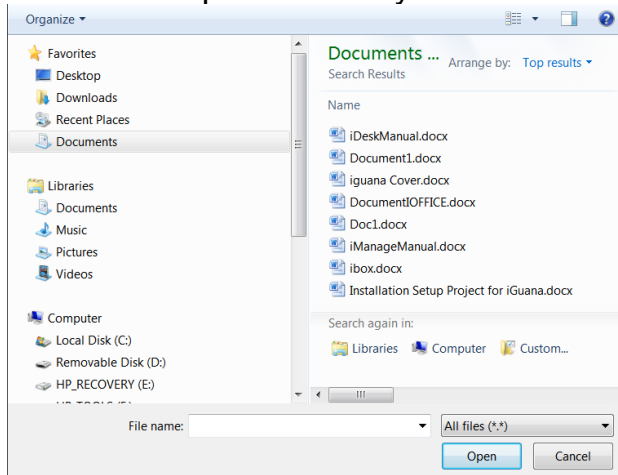 Organize
Favorites
Desktop
Downloads
Recent Places
Documents
Libraries
Documents
Music
Pictures
Videos
Computer
Local Disk (C:)
Removable Disk (D:)
HP_RECOVERY (E:)
Documents ...
Search Results
Arrange by: Top results
Name
iDeskManual.docx
Document1.docx
iguana Cover.docx
DocumentIOFFICE.docx
Doc1.docx
iManageManual.docx
ibox.docx
Installation Setup Project for iGuana.docx
Search again in:
Libraries Computer Custom...
File name:
All files (*.*)
Open Cancel